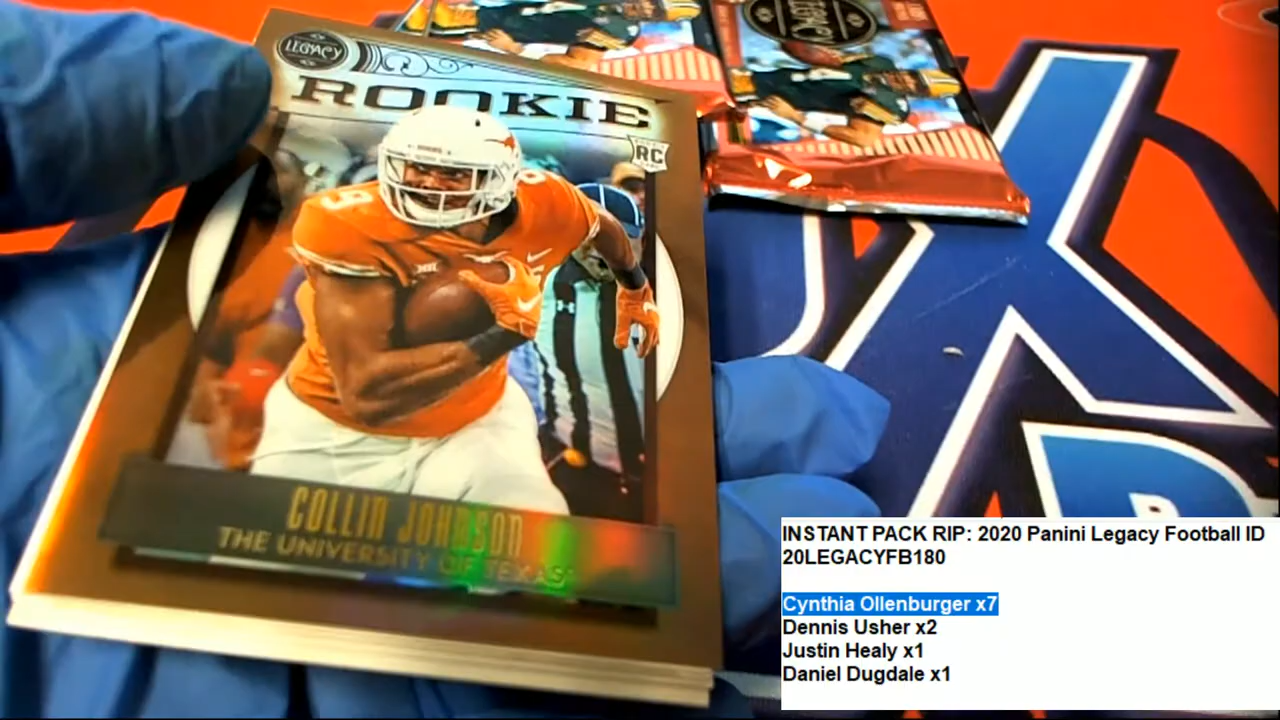 LEGACY
ROOKIE
RC
COLLIN JOHNSON
THE UNIVERSITY OF TEXAS
LEGACY
INSTANT PACK RIP: 2020 Panini Legacy Football ID
20LEGACYFB180
Cynthia Ollenburger x7
Dennis Usher x2
Justin Healy x1
Daniel Dugdale x1